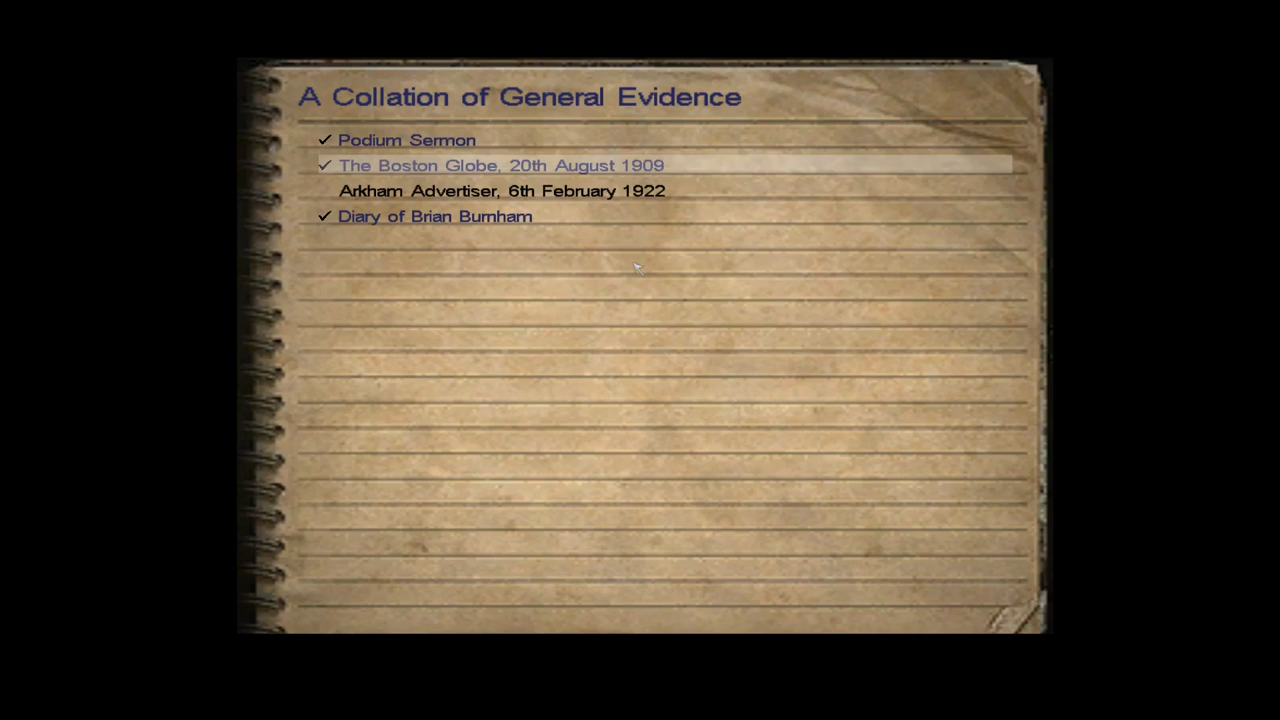 A Collation of General Evidence
✓ Podium Sermon
✓ The Boston Globe, 20th August 1909
Arkham Advertiser, 6th February 1922
✓ Diary of Brian Burnham